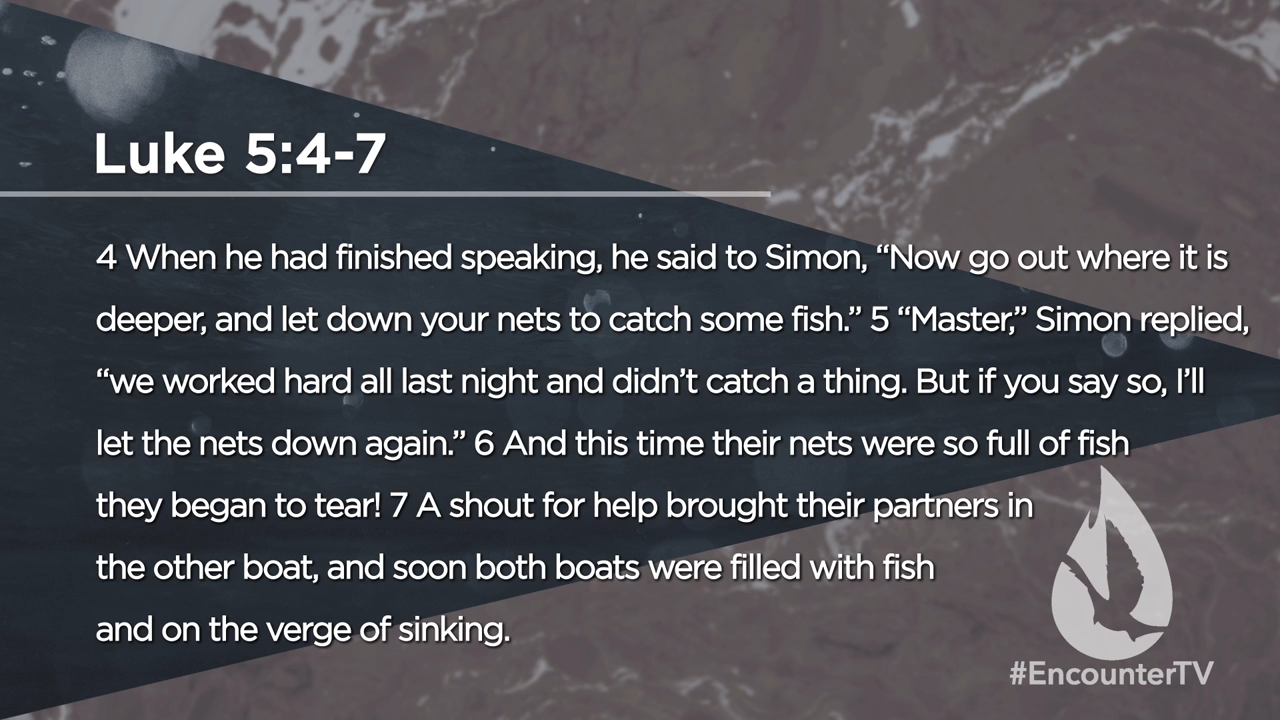 Luke 5:4-7
4 When he had finished speaking, he said to Simon, “Now go out where it is
deeper, and let down your nets to catch some fish.” 5 “Master,” Simon replied,
“we worked hard all last night and didn’t catch a thing. But if you say so, I’ll
let the nets down again.” 6 And this time their nets were so full of fish
they began to tear! 7 A shout for help brought their partners in
the other boat, and soon both boats were filled with fish
and on the verge of sinking.
#EncounterTV